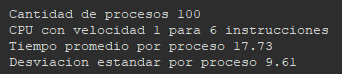 Cantidad de procesos 100
CPU con velocidad 1 para 6 instrucciones
Tiempo promedio por proceso 17.73
Desviacion estandar por proceso 9.61